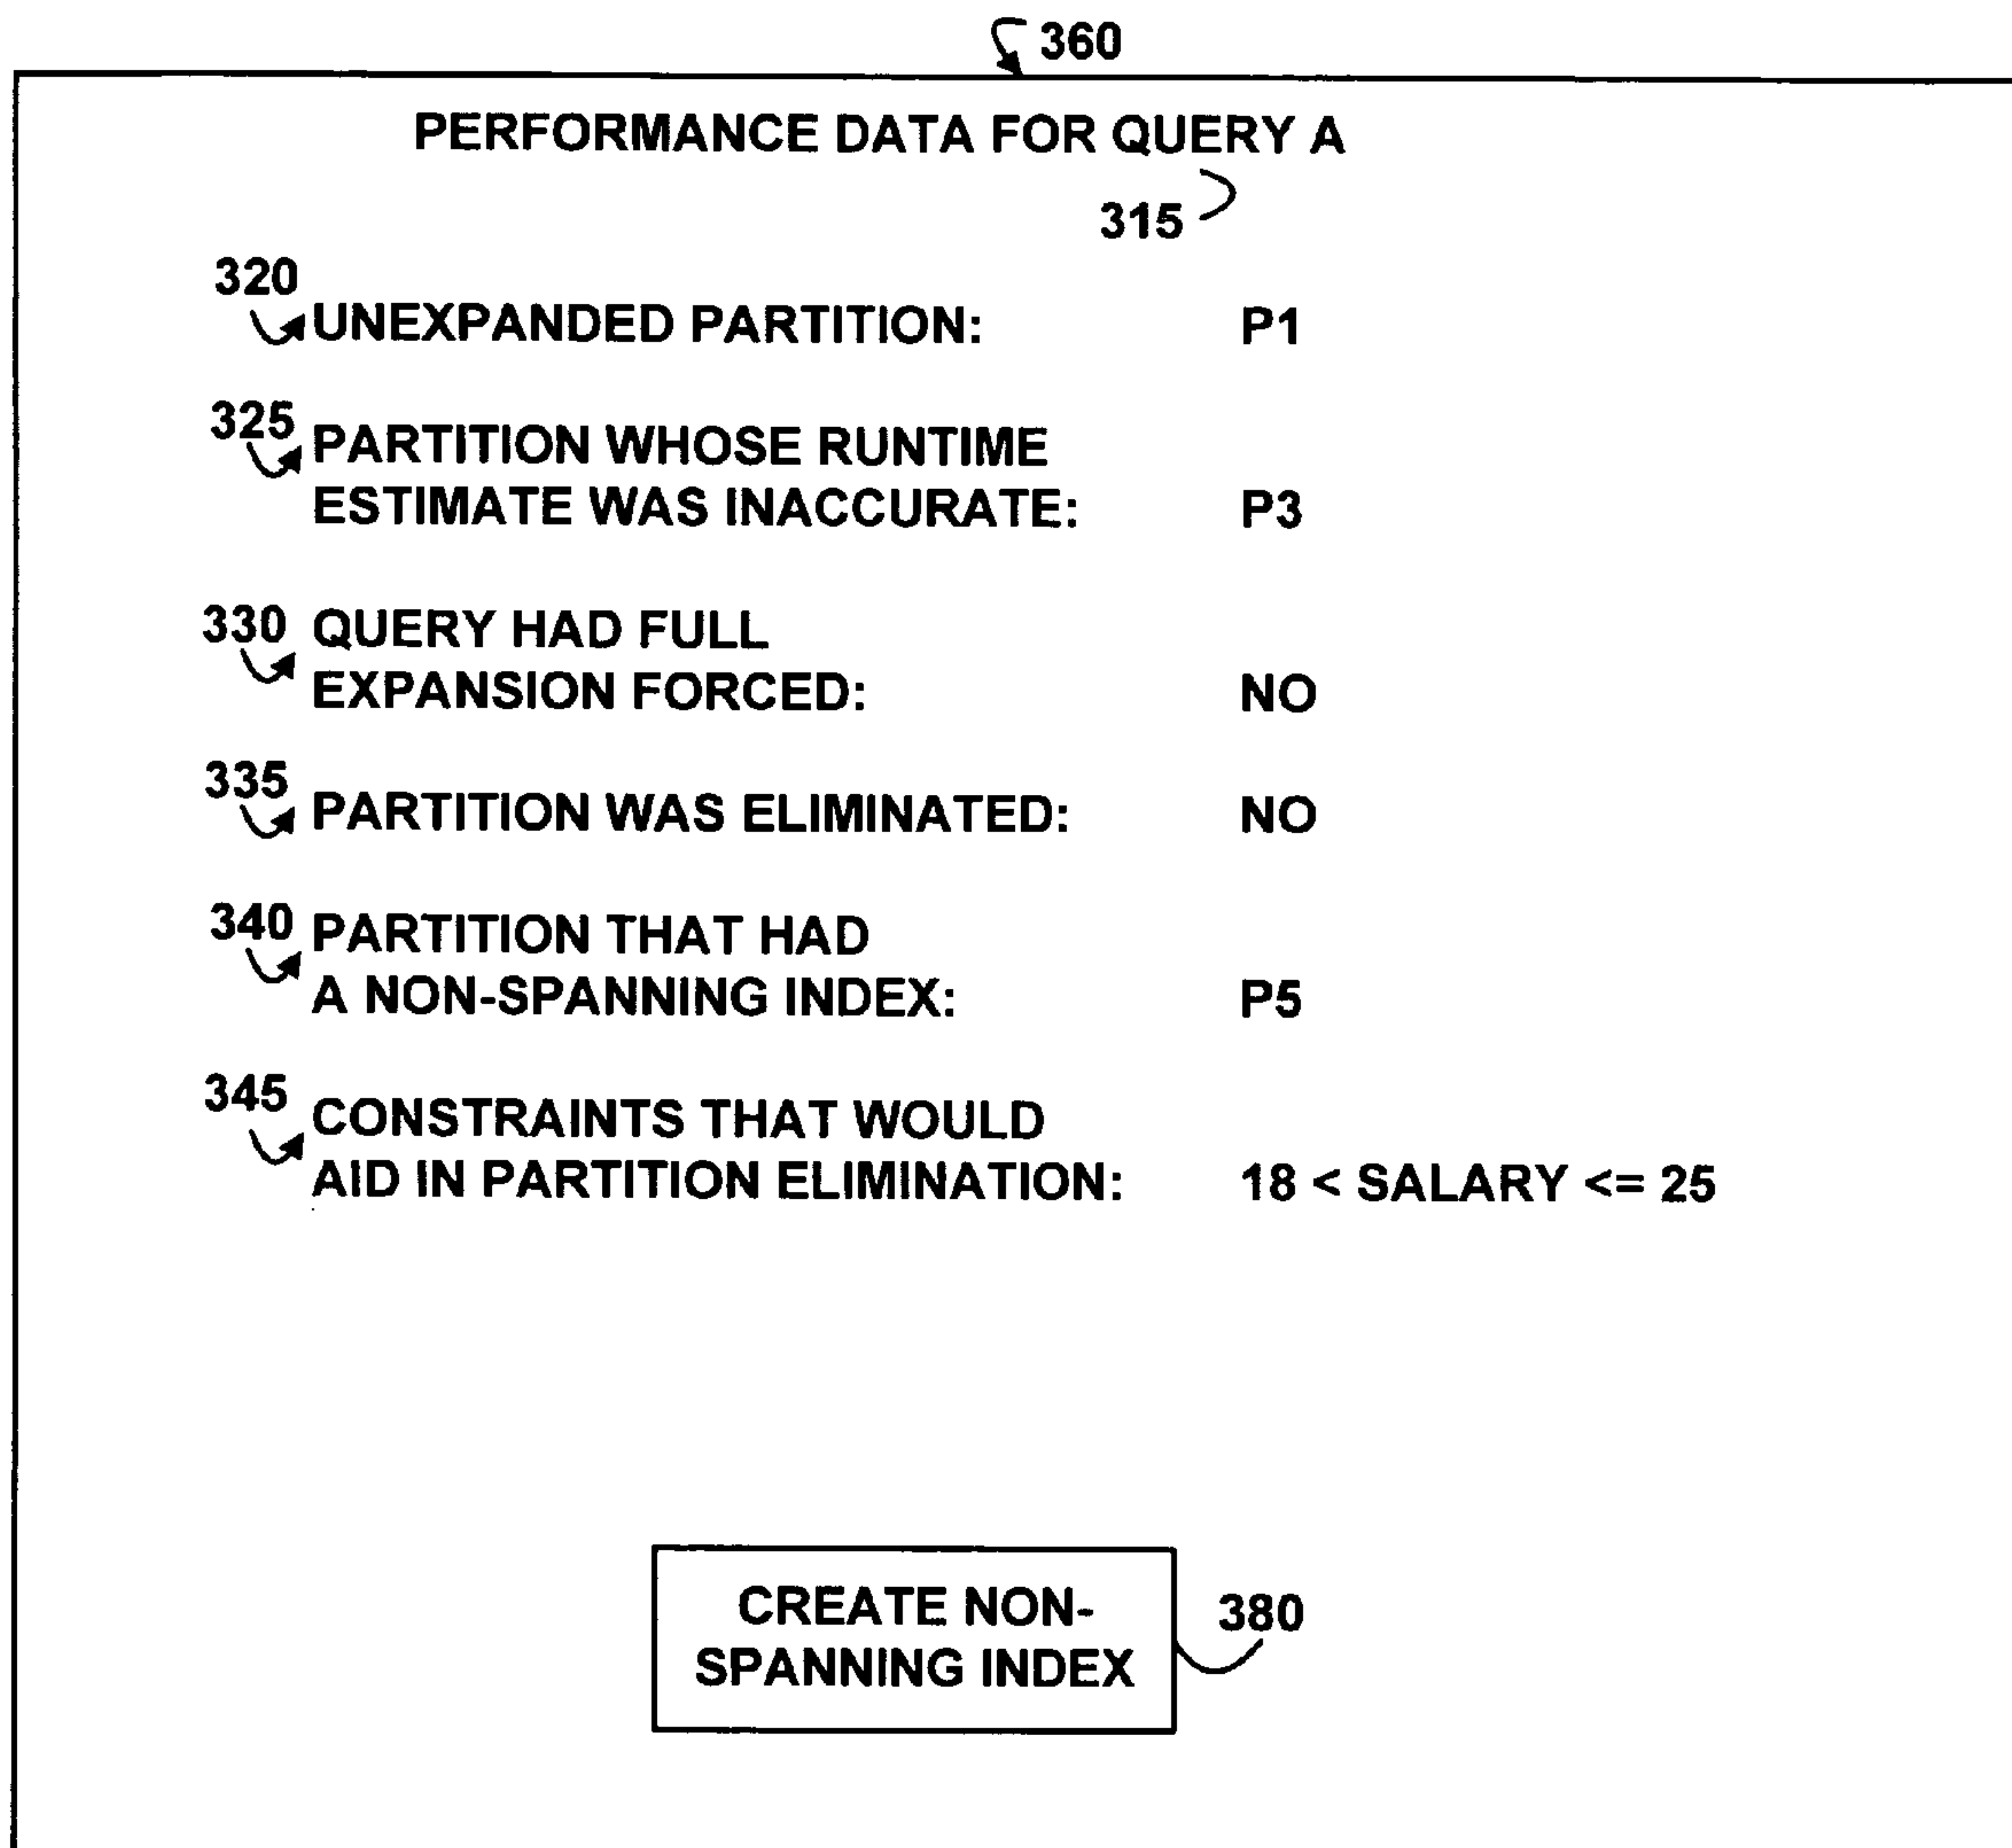 360
PERFORMANCE DATA FOR QUERY A
315
320
UNEXPANDED PARTITION: P1
325
PARTITION WHOSE RUNTIME
ESTIMATE WAS INACCURATE: P3
330
QUERY HAD FULL
EXPANSION FORCED: NO
335
PARTITION WAS ELIMINATED: NO
340
PARTITION THAT HAD
A NON-SPANNING INDEX: P5
345
CONSTRAINTS THAT WOULD
AID IN PARTITION ELIMINATION: 18 < SALARY <= 25
CREATE NON-
SPANNING INDEX
380